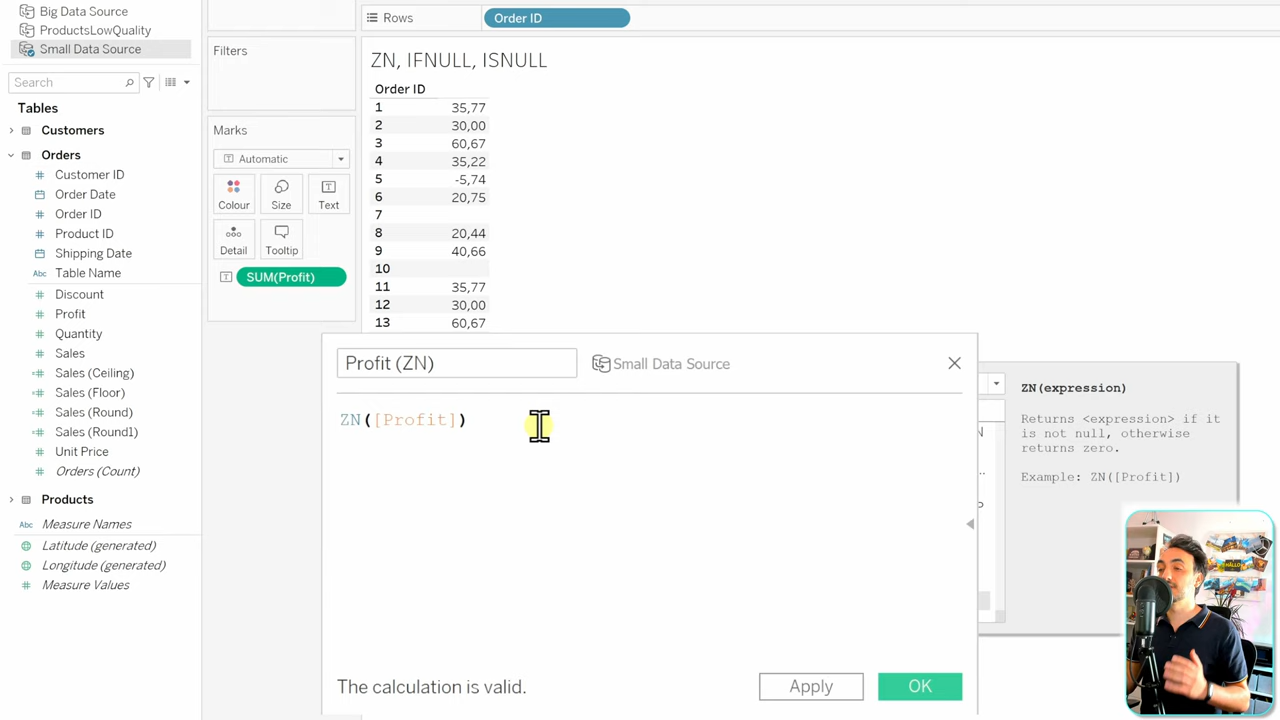 Big Data Source
ProductsLowQuality
Small Data Source
Search
Tables
Customers
Orders
Customer ID
Order Date
Order ID
Product ID
Shipping Date
Abc Table Name
Discount
Profit
Quantity
Sales
Sales (Ceiling)
Sales (Floor)
Sales (Round)
Sales (Round1)
Unit Price
Orders (Count)
Products
Abc Measure Names
Latitude (generated)
Longitude (generated)
Measure Values
Filters
Marks
Automatic
Colour
Size
Text
Detail
Tooltip
SUM(Profit)
Rows
Order ID
ZN, IFNULL, ISNULL
Order ID
1 35,77
2 30,00
3 60,67
4 35,22
5 -5,74
6 20,75
7
8 20,44
9 40,66
10
11 35,77
12 30,00
13 60,67
Profit (ZN)
Small Data Source
ZN([Profit])
The calculation is valid.
Apply
OK
ZN(expression)
Returns <expression> if it
is not null, otherwise
returns zero.
Example: ZN([Profit])